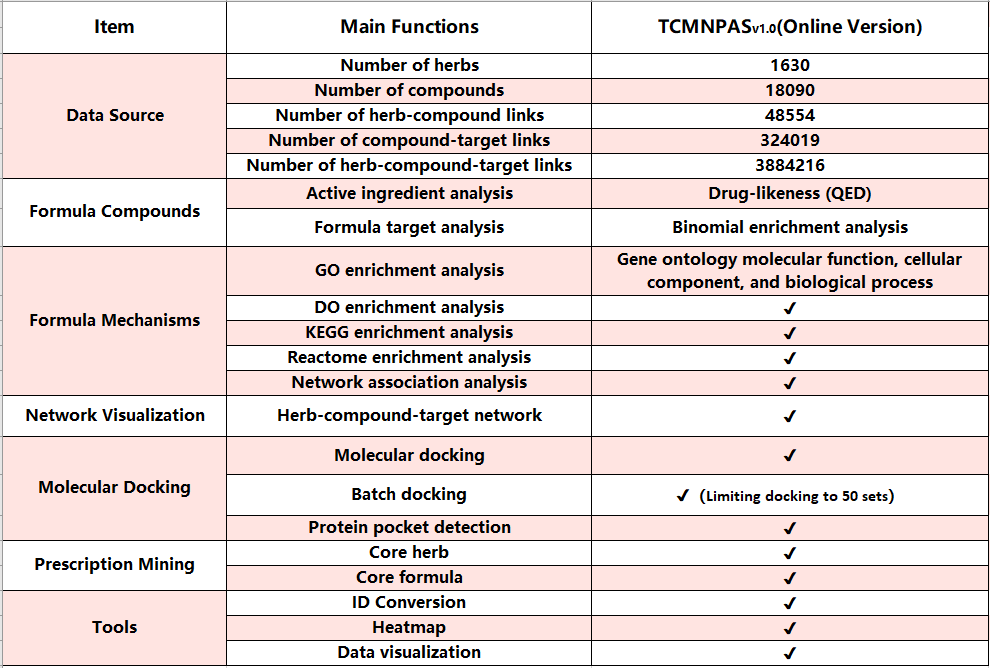 Item Main Functions TCMNPASv1.0(Online Version)
Data Source
Number of herbs 1630
Number of compounds 18090
Number of herb-compound links 48554
Number of compound-target links 324019
Number of herb-compound-target links 3884216
Formula Compounds
Active ingredient analysis Drug-likeness (QED)
Formula target analysis Binomial enrichment analysis
Formula Mechanisms
GO enrichment analysis
Gene ontology molecular function, cellular
component, and biological process
DO enrichment analysis ✓
KEGG enrichment analysis ✓
Reactome enrichment analysis ✓
Network association analysis ✓
Network Visualization Herb-compound-target network ✓
Molecular Docking
Molecular docking ✓
Batch docking ✓ (Limiting docking to 50 sets)
Protein pocket detection ✓
Prescription Mining
Core herb ✓
Core formula ✓
Tools
ID Conversion ✓
Heatmap ✓
Data visualization ✓